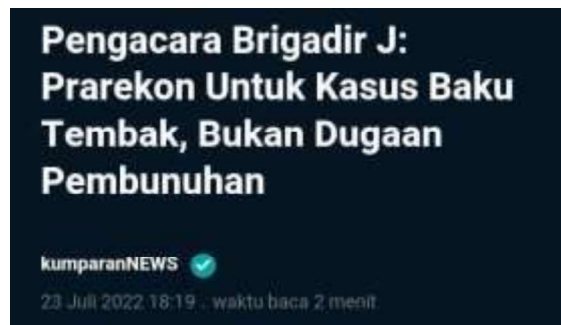 Pengacara Brigadir J:
Prarekon Untuk Kasus Baku
Tembak, Bukan Dugaan
Pembunuhan
kumparanNEWS
23 Juli 2022 18:19 . waktu baca 2 menit